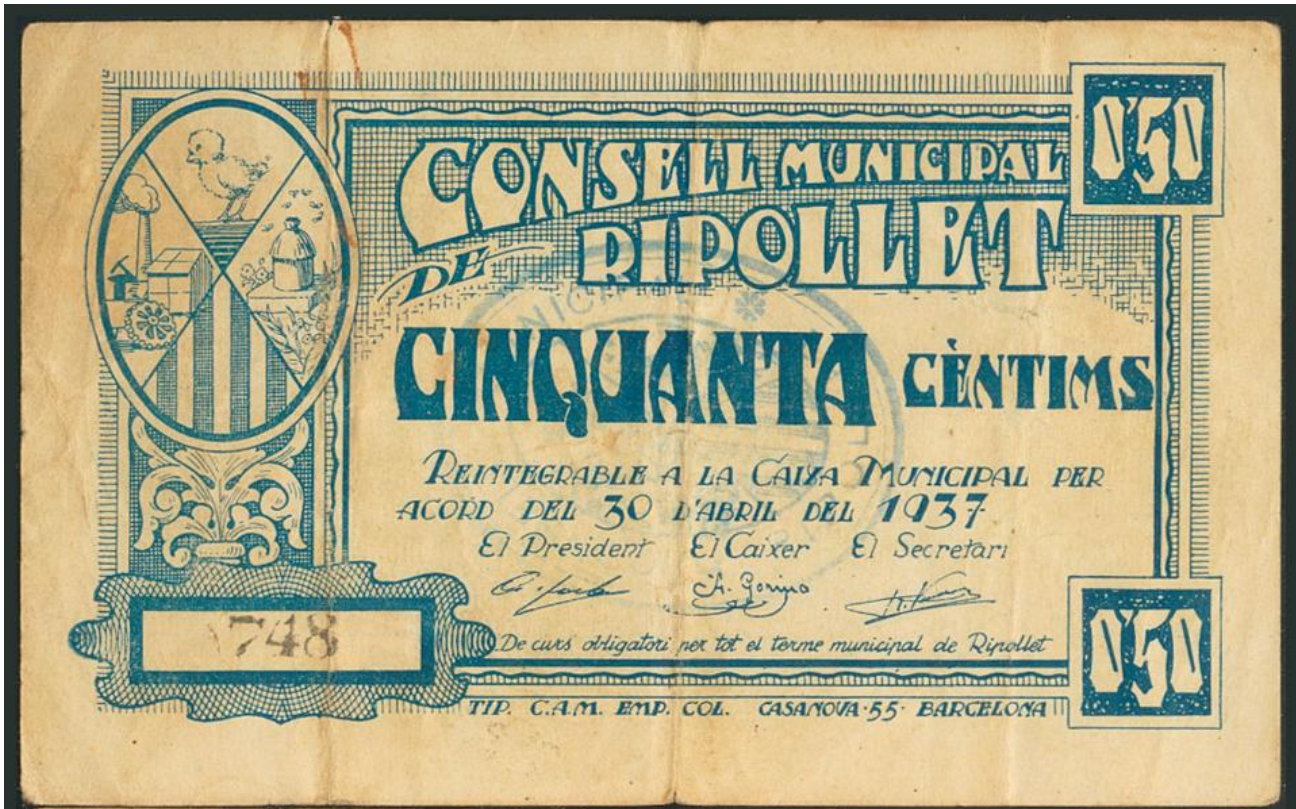 CONSELL MUNICIPAL
DE RIPOLLET
0'50
CINQUANTA CÈNTIMS
REINTEGRABLE A LA CAIXA MUNICIPAL PER
ACORD DEL 30 D'ABRIL DEL 1937
El President El Caixer El Secretari
A. Gorina
De curs obligatori per tot el terme municipal de Ripollet
748
0'50
TIP. C.A.M. EMP. COL. CASANOVA·55· BARCELONA